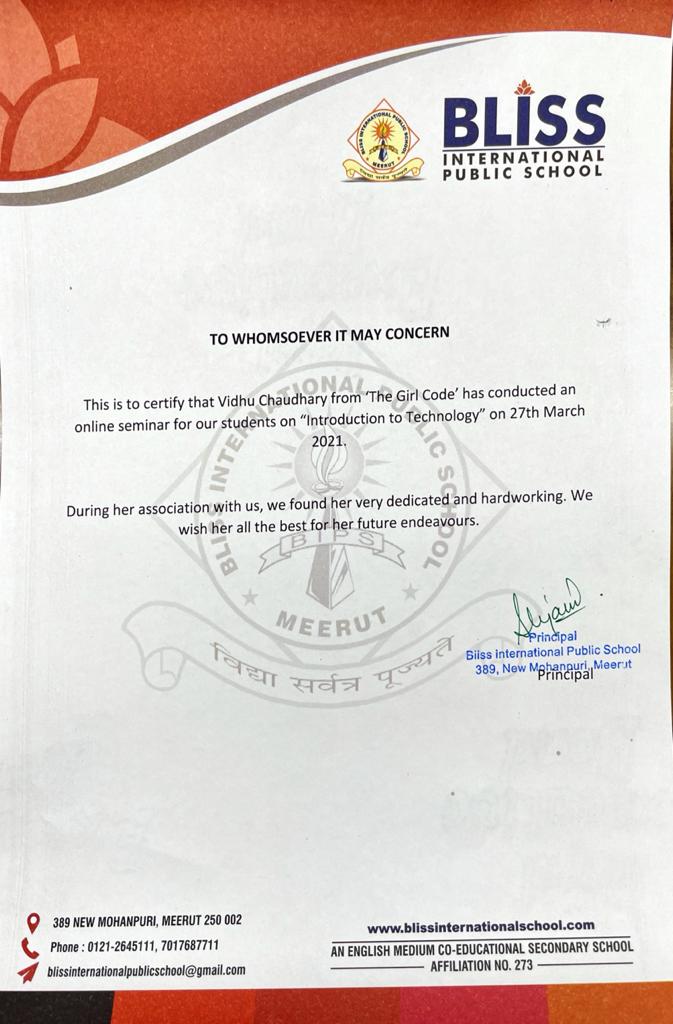 BLISS INTERNATIONAL PUBLIC SCHOOL
MEERUT
BLISS
INTERNATIONAL
PUBLIC SCHOOL
TO WHOMSOEVER IT MAY CONCERN
This is to certify that Vidhu Chaudhary from ‘The Girl Code’ has conducted an
online seminar for our students on “Introduction to Technology” on 27th March
2021.
During her association with us, we found her very dedicated and hardworking. We
wish her all the best for her future endeavours.
BLISS INTERNATIONAL PUBLIC SCHOOL
BIPS
MEERUT
विद्या सर्वत्र पूज्यते
Principal
Bliss International Public School
389, New Mohanpuri, Meerut
Principal
389 NEW MOHANPURI, MEERUT 250 002
Phone : 0121-2645111, 7017687711
blissinternationalpublicschool@gmail.com
www.blissinternationalschool.com
AN ENGLISH MEDIUM CO-EDUCATIONAL SECONDARY SCHOOL
AFFILIATION NO. 273